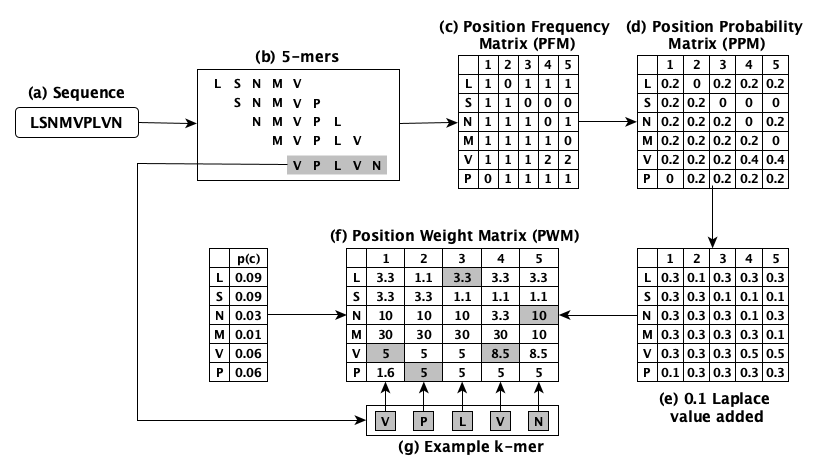 (a) Sequence
LSNMVPLVN
(b) 5-mers
L S N M V
S N M V P
N M V P L
M V P L V
V P L V N
(c) Position Frequency
Matrix (PFM)
1 2 3 4 5
L 1 0 1 1 1
S 1 1 0 0 0
N 1 1 1 0 1
M 1 1 1 1 0
V 1 1 1 2 2
P 0 1 1 1 1
(d) Position Probability
Matrix (PPM)
1 2 3 4 5
L 0.2 0 0.2 0.2 0.2
S 0.2 0.2 0 0 0
N 0.2 0.2 0.2 0 0.2
M 0.2 0.2 0.2 0.2 0
V 0.2 0.2 0.2 0.4 0.4
P 0 0.2 0.2 0.2 0.2
p(c)
L 0.09
S 0.09
N 0.03
M 0.01
V 0.06
P 0.06
(f) Position Weight Matrix (PWM)
1 2 3 4 5
L 3.3 1.1 3.3 3.3 3.3
S 3.3 3.3 1.1 1.1 1.1
N 10 10 10 3.3 10
M 30 30 30 30 10
V 5 5 5 8.5 8.5
P 1.6 5 5 5 5
V P L V N
(g) Example k-mer
1 2 3 4 5
L 0.3 0.1 0.3 0.3 0.3
S 0.3 0.3 0.1 0.1 0.1
N 0.3 0.3 0.3 0.1 0.3
M 0.3 0.3 0.3 0.3 0.1
V 0.3 0.3 0.3 0.5 0.5
P 0.1 0.3 0.3 0.3 0.3
(e) 0.1 Laplace
value added